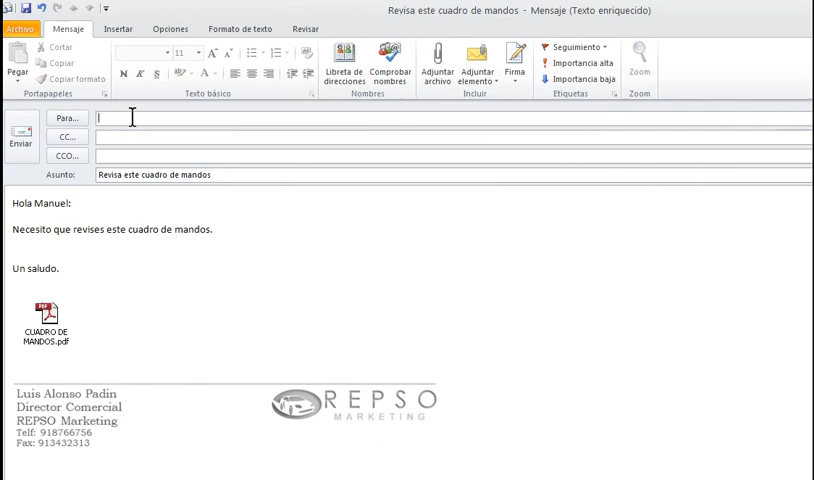 Revisa este cuadro de mandos - Mensaje (Texto enriquecido)
Archivo Mensaje Insertar Opciones Formato de texto Revisar
Pegar
Cortar
Copiar
Copiar formato
Portapapeles
11
N K S
Texto básico
Libreta de direcciones
Comprobar nombres
Nombres
Adjuntar archivo
Adjuntar elemento
Firma
Incluir
Seguimiento
Importancia alta
Importancia baja
Etiquetas
Zoom
Zoom
Enviar
Para...
CC...
CCO...
Asunto: Revisa este cuadro de mandos
Hola Manuel:
Necesito que revises este cuadro de mandos.
Un saludo.
PDF
CUADRO DE
MANDOS.pdf
Luis Alonso Padin
Director Comercial
REPSO Marketing
Telf: 918766756
Fax: 913432313
REPSO
MARKETING